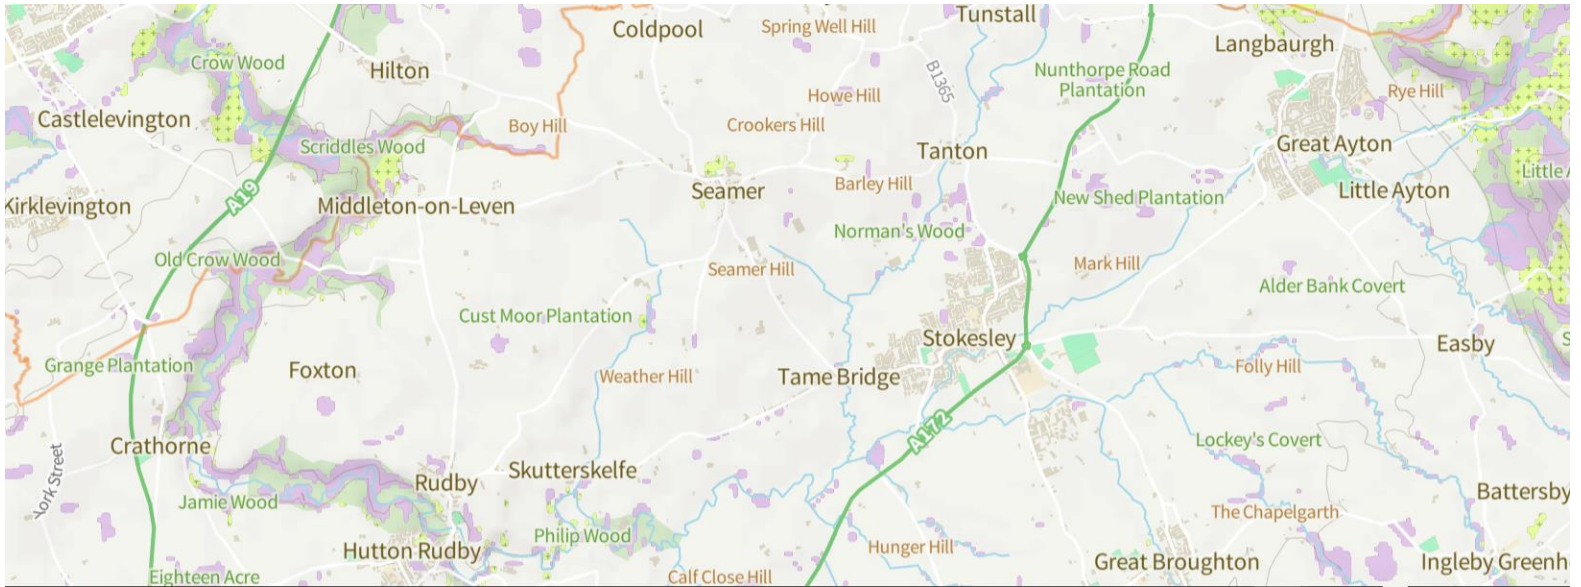 Coldpool
Spring Well Hill
Tunstall
Langbaurgh
Crow Wood
Hilton
B1365
Nunthorpe Road
Plantation
Rye Hill
Howe Hill
Castlelevington
Boy Hill
Crookers Hill
Scriddles Wood
Tanton
Great Ayton
Little A
A19
Seamer
Barley Hill
New Shed Plantation
Little Ayton
Kirklevington
Middleton-on-Leven
Norman's Wood
Old Crow Wood
Seamer Hill
Mark Hill
Alder Bank Covert
Cust Moor Plantation
Stokesley
Easby
S
Grange Plantation
Foxton
Weather Hill
Tame Bridge
Folly Hill
Crathorne
A172
Lockey's Covert
York Street
Rudby
Skutterskelfe
Battersby
Jamie Wood
The Chapelgarth
Hutton Rudby
Philip Wood
Hunger Hill
Great Broughton
Ingleby Greenh
Eighteen Acre
Calf Close Hill